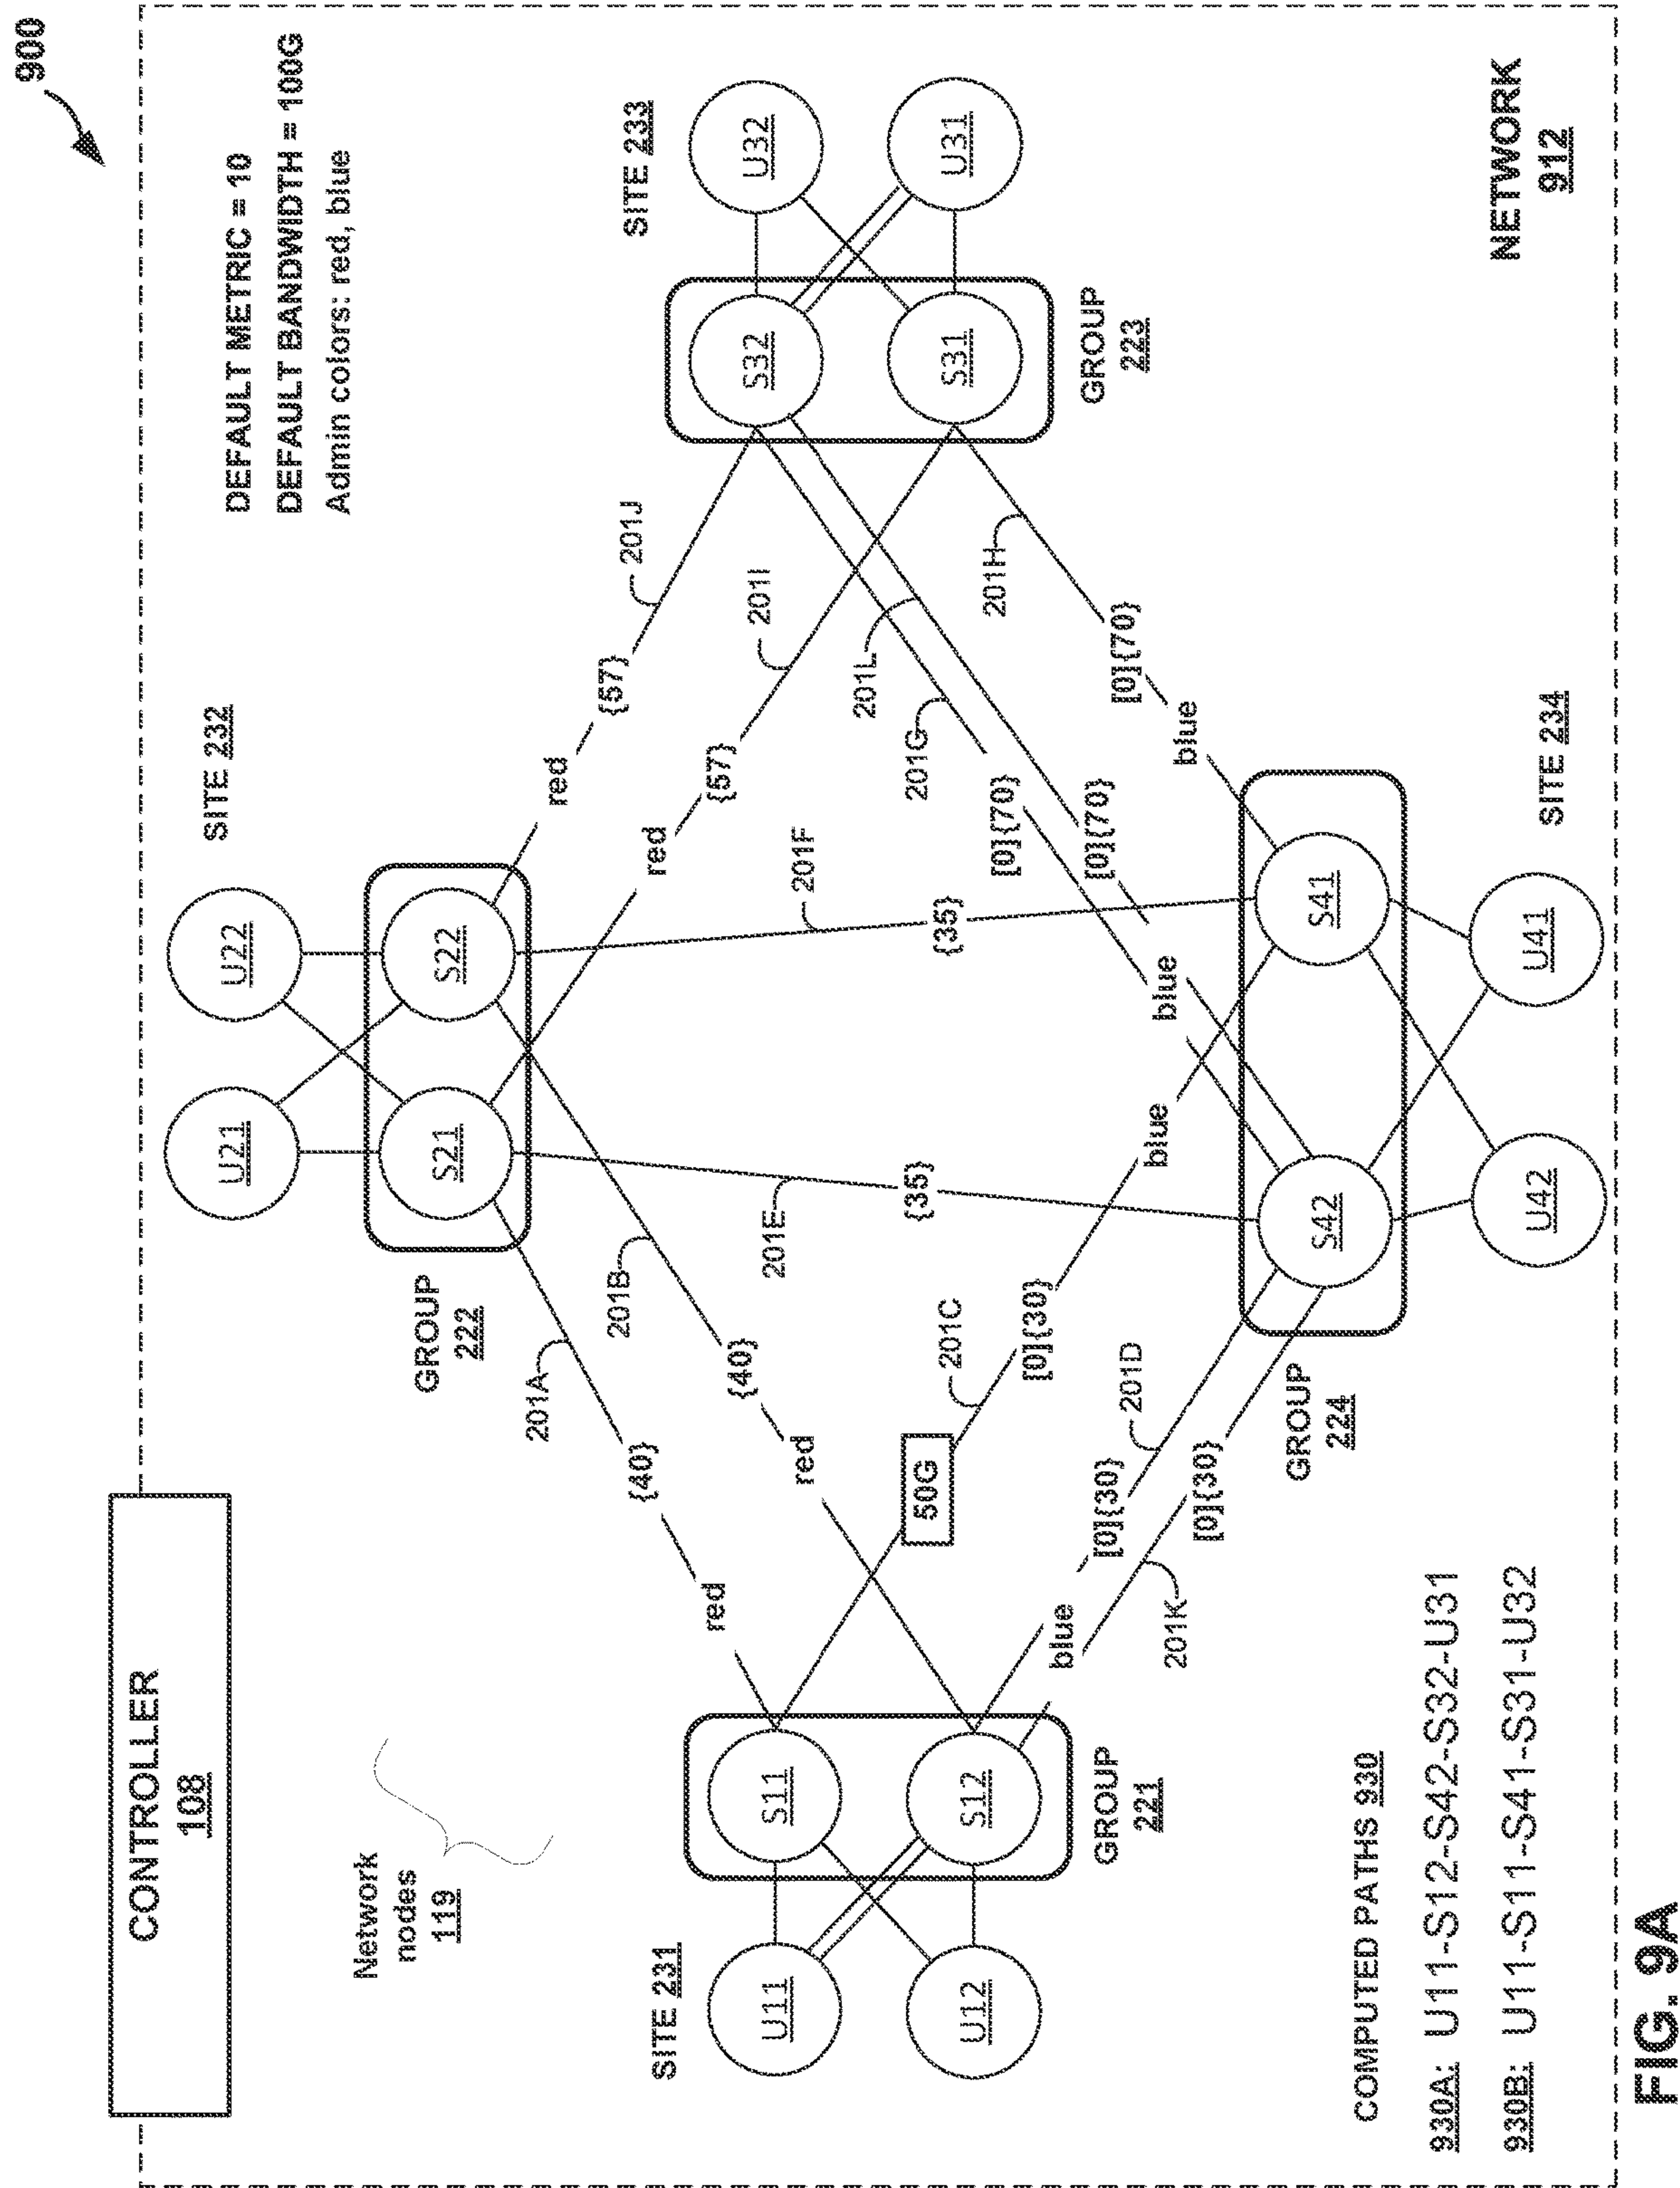 900
CONTROLLER
108
DEFAULT METRIC = 10
DEFAULT BANDWIDTH = 100G
Admin colors: red, blue
Network
nodes
119
SITE 232
U21
U22
S21
S22
GROUP
222
201A
{40}
red
201B
{40}
red
201E
{35}
201F
{35}
red
{57}
201J
red
{57}
201I
SITE 231
U11
U12
S11
S12
GROUP
221
SITE 233
S32
S31
U32
U31
GROUP
223
50G
201C
[0]{30}
blue
201D
[0]{30}
[0]{30}
blue
201K
201L
201G
[0]{70}
[0]{70}
blue
201H
[0]{70}
blue
GROUP
224
S42
S41
U42
U41
SITE 234
NETWORK
912
COMPUTED PATHS 930
930A: U11-S12-S42-S32-U31
930B: U11-S11-S41-S31-U32
FIG. 9A